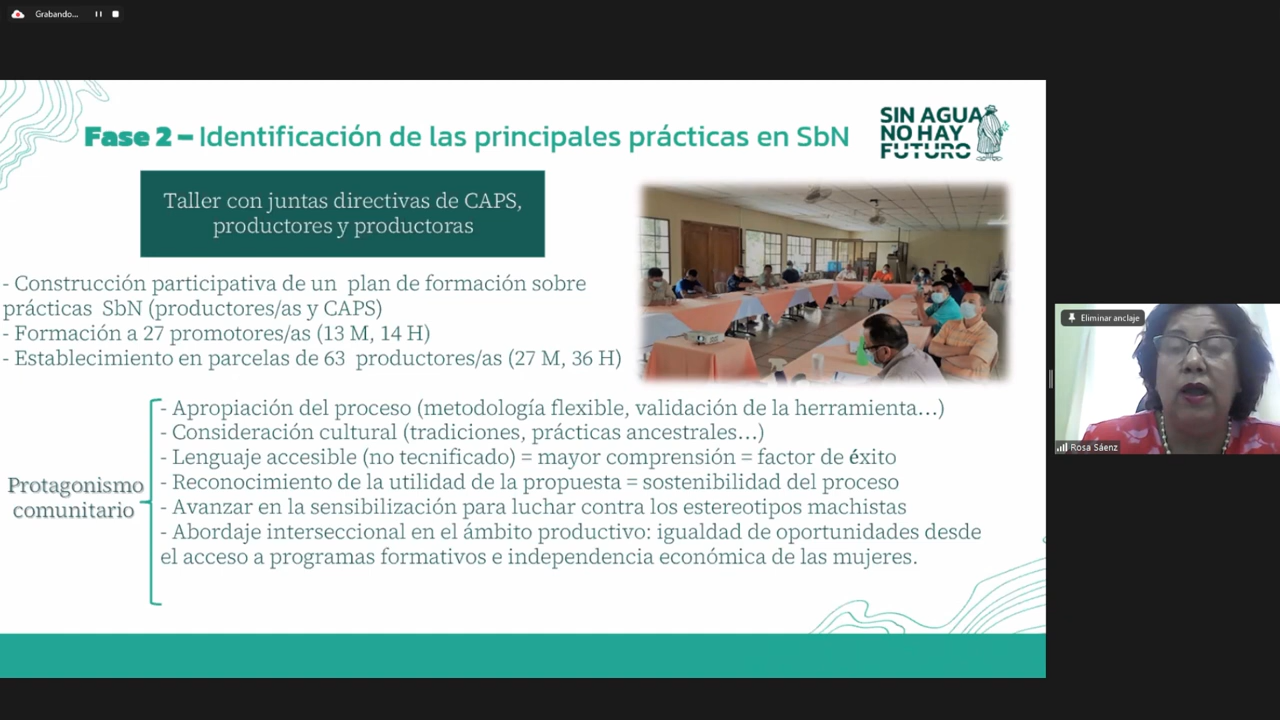 Grabando...
Fase 2 – Identificación de las principales prácticas en SbN
SIN AGUA
NO HAY
FUTURO
Taller con juntas directivas de CAPS,
productores y productoras
- Construcción participativa de un plan de formación sobre
prácticas SbN (productores/as y CAPS)
- Formación a 27 promotores/as (13 M, 14 H)
- Establecimiento en parcelas de 63 productores/as (27 M, 36 H)
Protagonismo
comunitario
- Apropiación del proceso (metodología flexible, validación de la herramienta...)
- Consideración cultural (tradiciones, prácticas ancestrales...)
- Lenguaje accesible (no tecnificado) = mayor comprensión = factor de éxito
- Reconocimiento de la utilidad de la propuesta = sostenibilidad del proceso
- Avanzar en la sensibilización para luchar contra los estereotipos machistas
- Abordaje interseccional en el ámbito productivo: igualdad de oportunidades desde
el acceso a programas formativos e independencia económica de las mujeres.
Eliminar anclaje
Rosa Sáenz